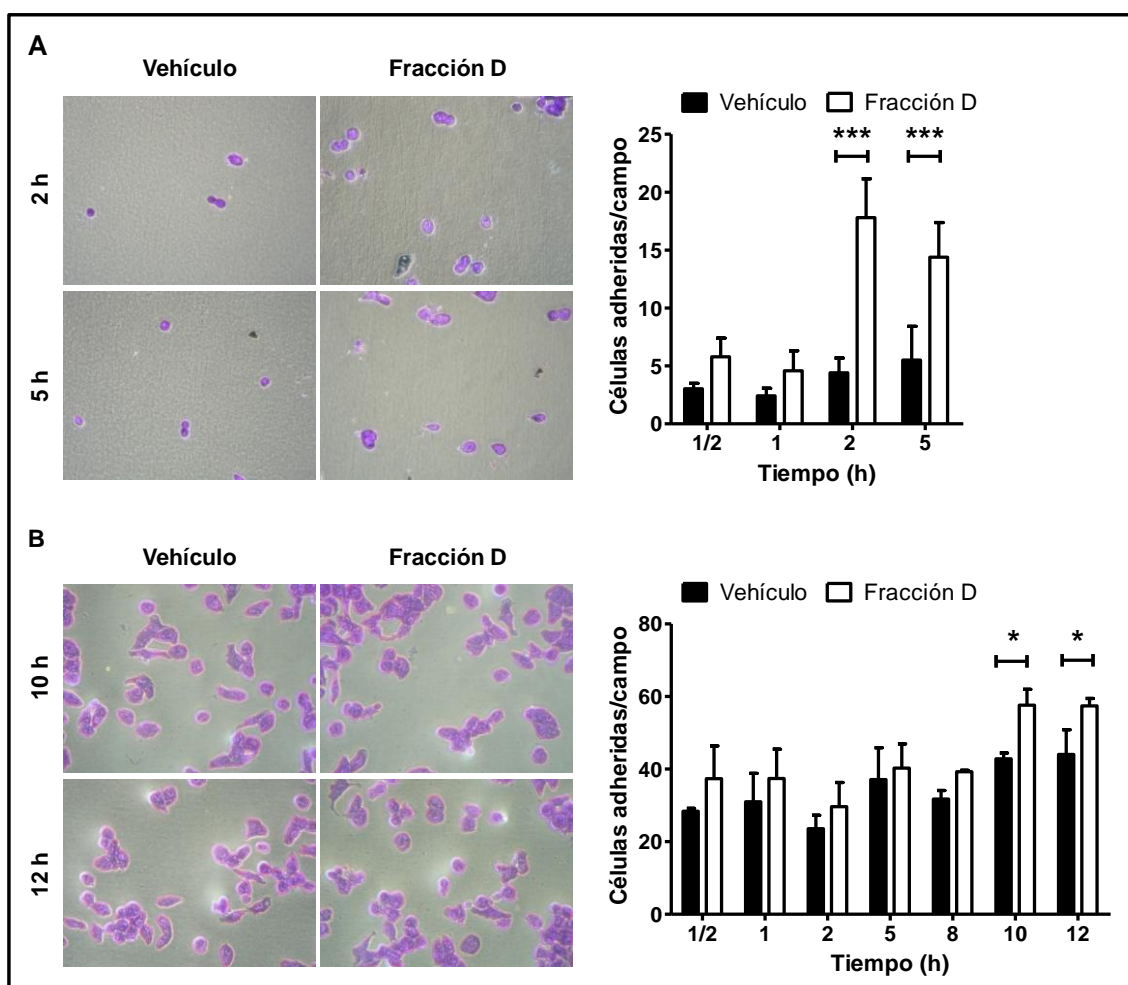 A
Vehículo Fracción D
2 h
5 h
Vehículo Fracción D
Células adheridas/campo
25
20
15
10
5
0
*** ***
1/2 1 2 5
Tiempo (h)
B
Vehículo Fracción D
10 h
12 h
Vehículo Fracción D
Células adheridas/campo
80
60
40
20
0
* *
1/2 1 2 5 8 10 12
Tiempo (h)